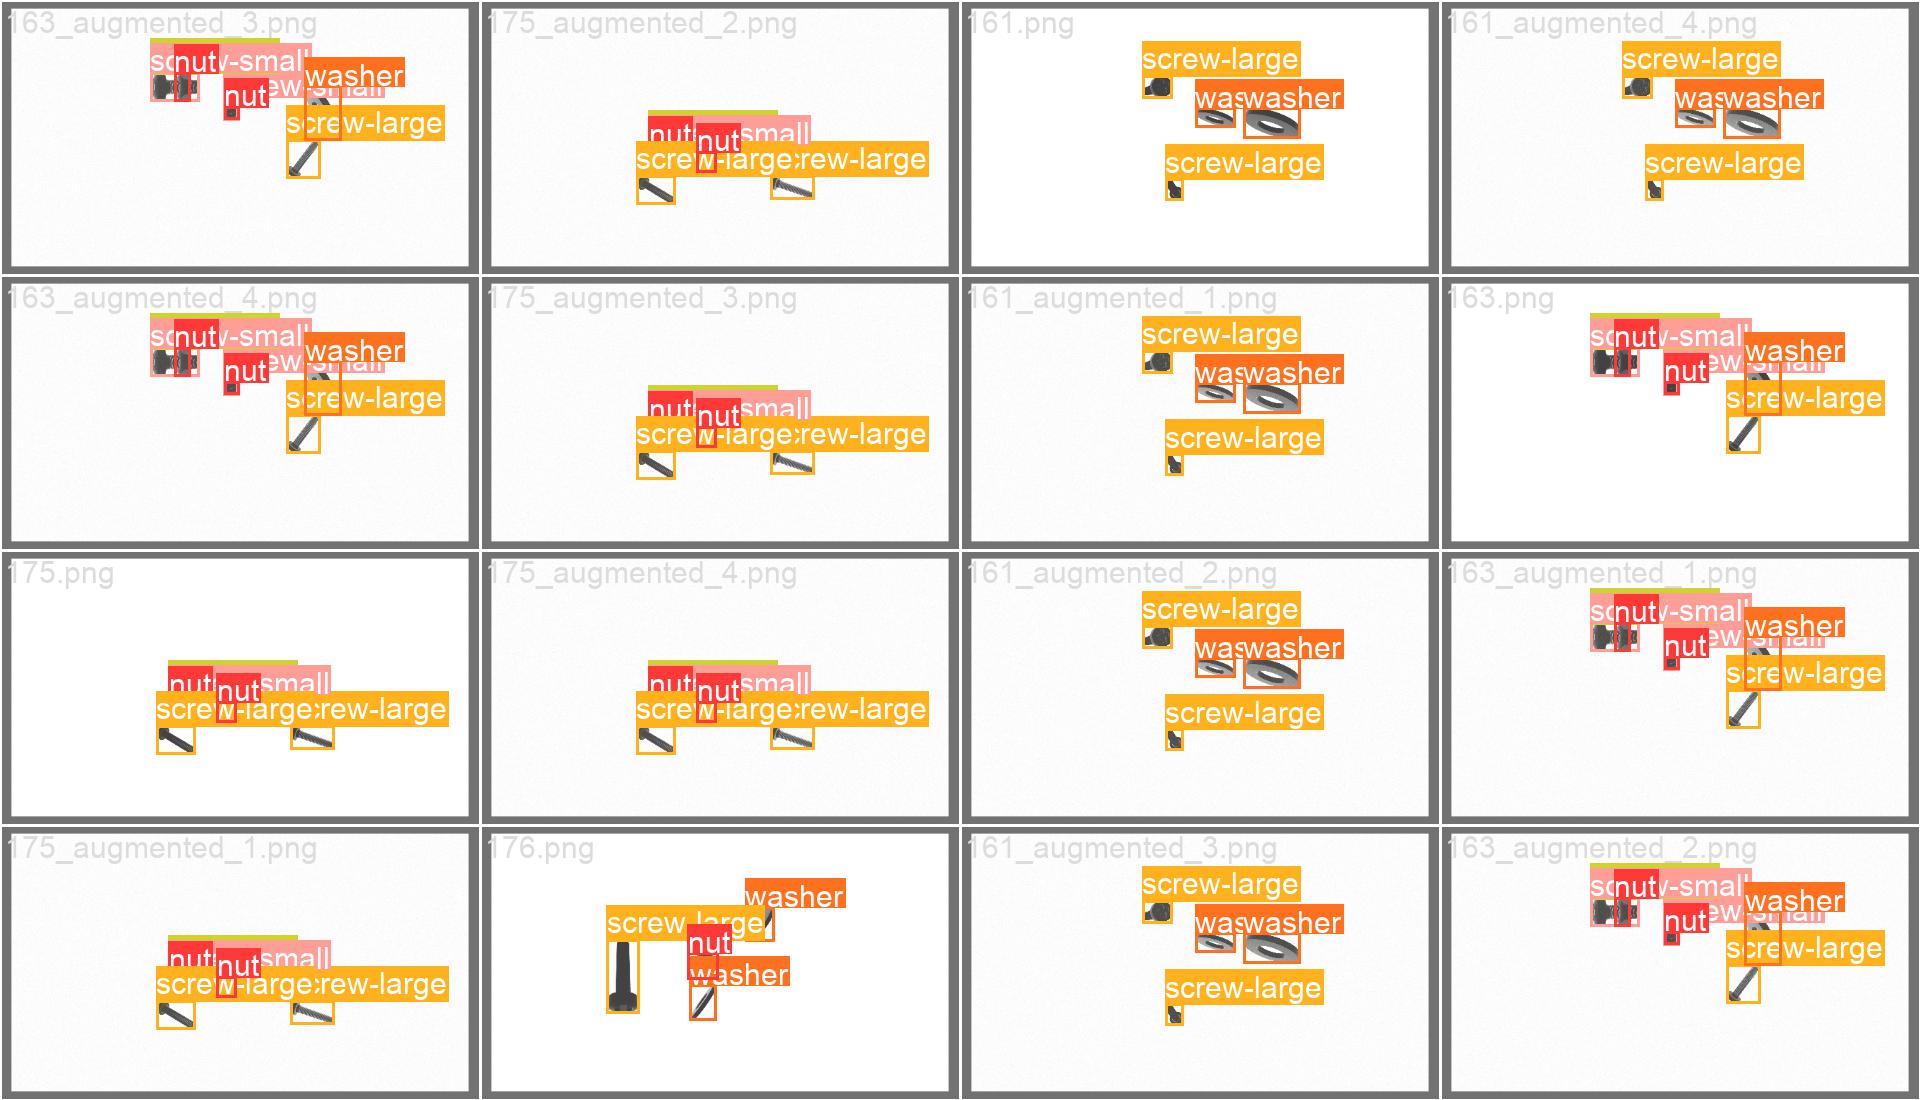 163_augmented_3.png
sc nut w-small
washer
nut ew-small
screw-large
175_augmented_2.png
nut small
nut
screw-large rew-large
161.png
screw-large
was washer
screw-large
161_augmented_4.png
screw-large
was washer
screw-large
163_augmented_4.png
sc nut w-small
washer
nut ew-small
screw-large
175_augmented_3.png
nut small
nut
screw-large rew-large
161_augmented_1.png
screw-large
was washer
screw-large
163.png
sc nut w-small
washer
nut ew-small
screw-large
175.png
nut small
nut
screw-large rew-large
175_augmented_4.png
nut small
nut
screw-large rew-large
161_augmented_2.png
screw-large
was washer
screw-large
163_augmented_1.png
sc nut w-small
washer
nut ew-small
screw-large
175_augmented_1.png
nut small
nut
screw-large rew-large
176.png
washer
screw-large
nut
washer
161_augmented_3.png
screw-large
was washer
screw-large
163_augmented_2.png
sc nut w-small
washer
nut ew-small
screw-large